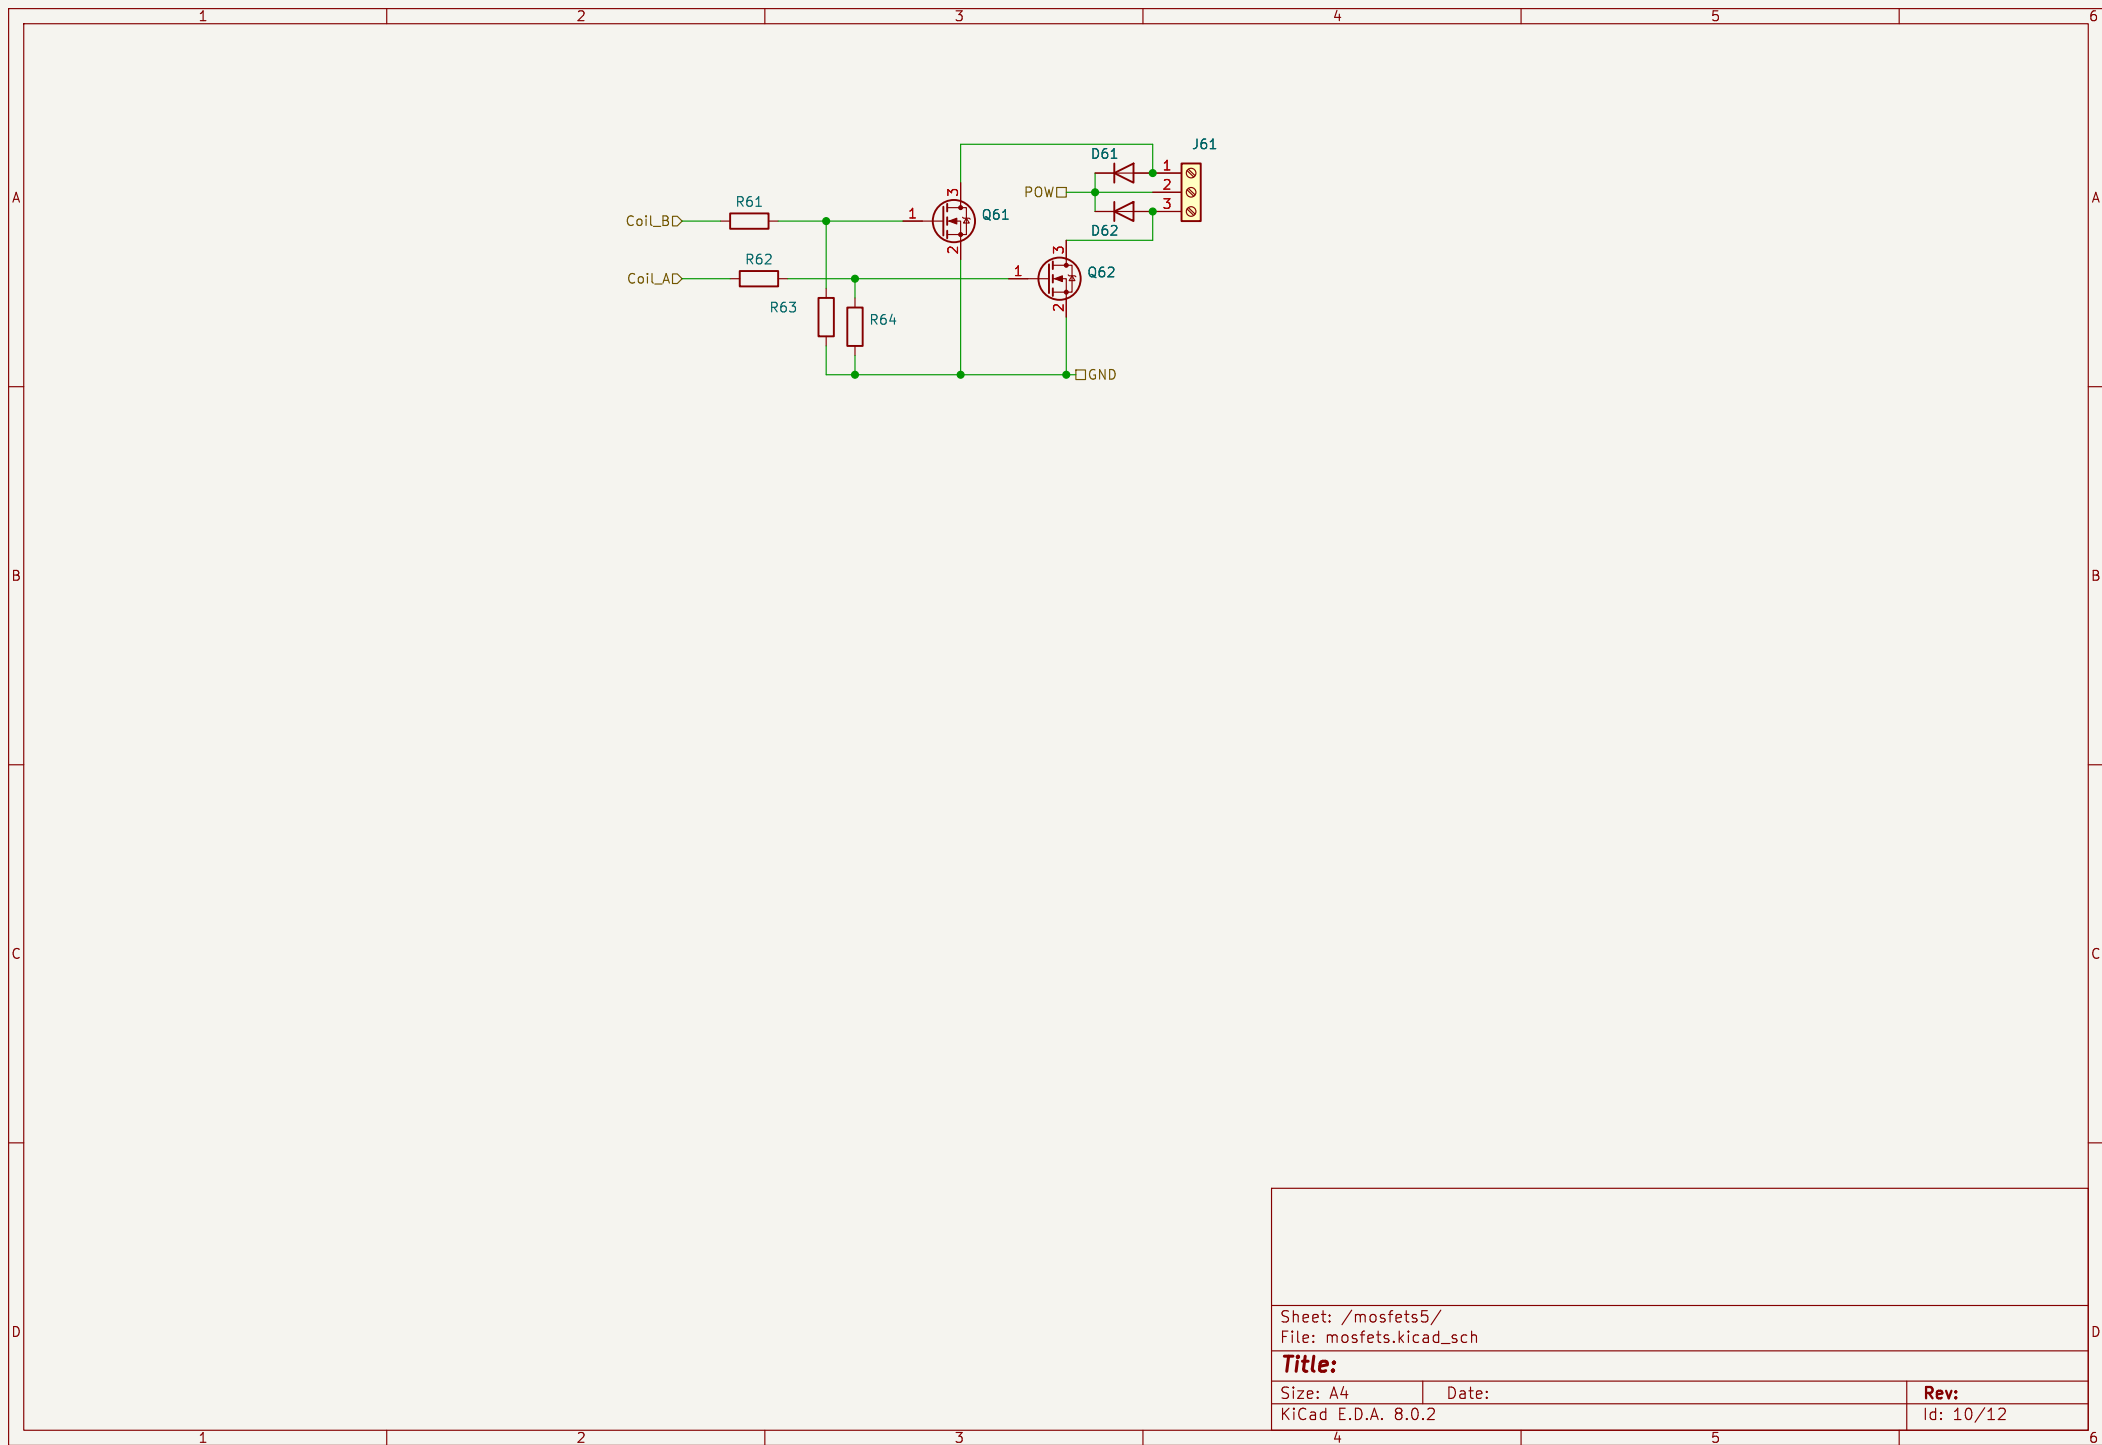 1 2 3 4 5 6
J61
D61
1
POW
2
A
3
R61
A
Coil_B
1
Q61
3
D62
2
3
R62
Coil_A
1
Q62
R63
R64
2
GND
B
B
C
C
Sheet: /mosfets5/
File: mosfets.kicad_sch
D
D
Title:
Size: A4
Date:
Rev:
KiCad E.D.A. 8.0.2
Id: 10/12
1 2 3 4 5 6